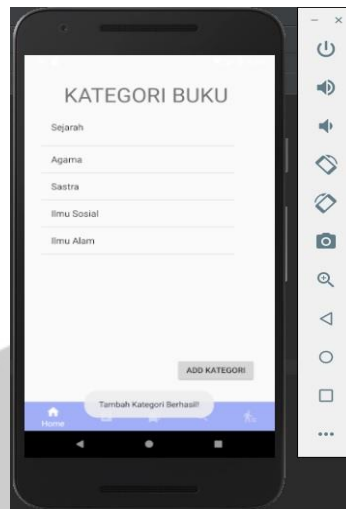 KATEGORI BUKU
Sejarah
Agama
Sastra
Ilmu Sosial
Ilmu Alam
ADD KATEGORI
Tambah Kategori Berhasil!
Home